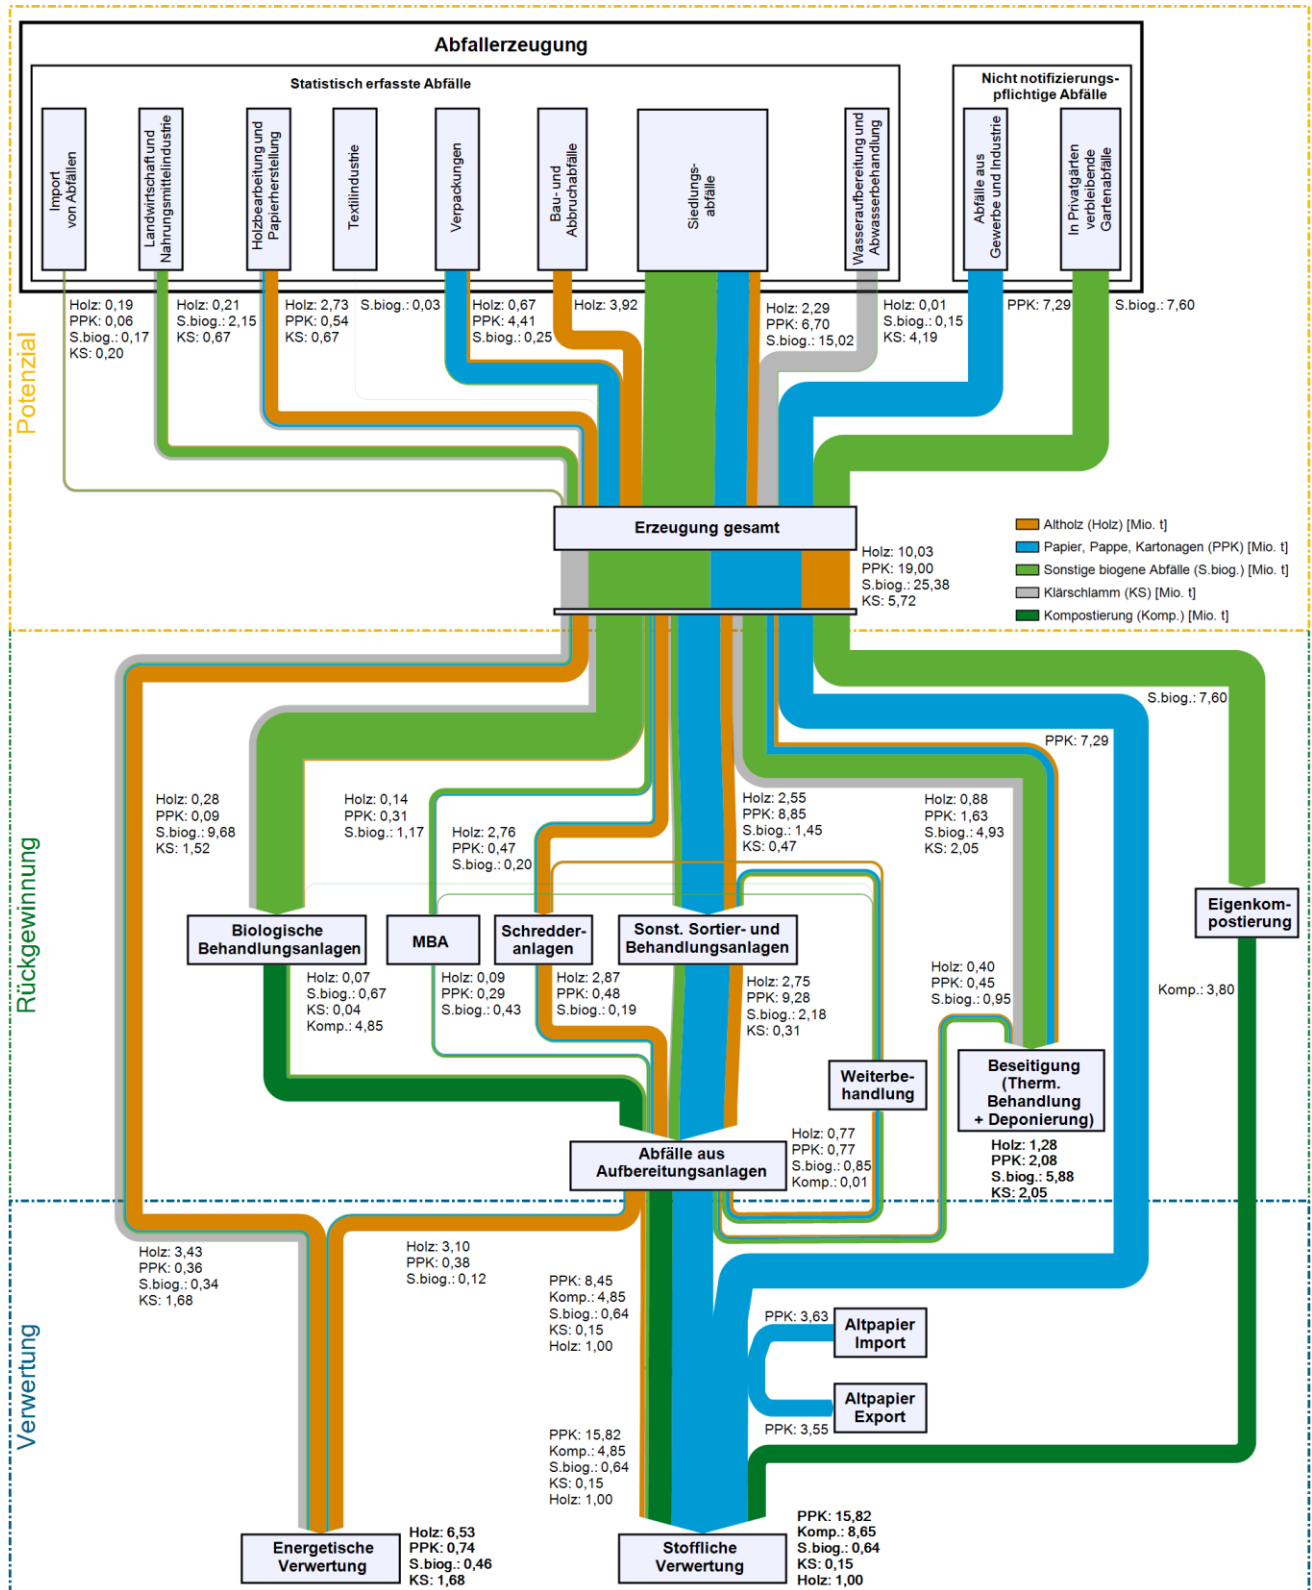 Abfallerzeugung
Statistisch erfasste Abfälle
Nicht notifizierungs-
pflichtige Abfälle
Import
von Abfällen
Landwirtschaft und
Nahrungsmittelindustrie
Holzbearbeitung und
Papierherstellung
Textilindustrie
Verpackungen
Bau- und
Abbruchabfälle
Siedlungs-
abfälle
Wasseraufbereitung und
Abwasserbehandlung
Abfälle aus
Gewerbe und Industrie
In Privatgärten
verbleibende
Gartenabfälle
Holz: 0,19
PPK: 0,06
S.biog.: 0,17
KS: 0,20
Holz: 0,21
S.biog.: 2,15
KS: 0,67
Holz: 2,73
PPK: 0,54
KS: 0,67
S.biog.: 0,03
Holz: 0,67
PPK: 4,41
S.biog.: 0,25
Holz: 3,92
Holz: 2,29
PPK: 6,70
S.biog.: 15,02
Holz: 0,01
S.biog.: 0,15
KS: 4,19
PPK: 7,29
S.biog.: 7,60
Potenzial
Erzeugung gesamt
Holz: 10,03
PPK: 19,00
S.biog.: 25,38
KS: 5,72
Altholz (Holz) [Mio. t]
Papier, Pappe, Kartonagen (PPK) [Mio. t]
Sonstige biogene Abfälle (S.biog.) [Mio. t]
Klärschlamm (KS) [Mio. t]
Kompostierung (Komp.) [Mio. t]
S.biog.: 7,60
PPK: 7,29
Rückgewinnung
Holz: 0,28
PPK: 0,09
S.biog.: 9,68
KS: 1,52
Holz: 0,14
PPK: 0,31
S.biog.: 1,17
Holz: 2,76
PPK: 0,47
S.biog.: 0,20
Holz: 2,55
PPK: 8,85
S.biog.: 1,45
KS: 0,47
Holz: 0,88
PPK: 1,63
S.biog.: 4,93
KS: 2,05
Biologische
Behandlungsanlagen
MBA
Schredder-
anlagen
Sonst. Sortier- und
Behandlungsanlagen
Eigenkom-
postierung
Holz: 0,07
S.biog.: 0,67
KS: 0,04
Komp.: 4,85
Holz: 0,09
PPK: 0,29
S.biog.: 0,43
Holz: 2,87
PPK: 0,48
S.biog.: 0,19
Holz: 2,75
PPK: 9,28
S.biog.: 2,18
KS: 0,31
Holz: 0,40
PPK: 0,45
S.biog.: 0,95
Komp.: 3,80
Weiterbe-
handlung
Beseitigung
(Therm.
Behandlung
+ Deponierung)
Holz: 1,28
PPK: 2,08
S.biog.: 5,88
KS: 2,05
Abfälle aus
Aufbereitungsanlagen
Holz: 0,77
PPK: 0,77
S.biog.: 0,85
Komp.: 0,01
Verwertung
Holz: 3,43
PPK: 0,36
S.biog.: 0,34
KS: 1,68
Holz: 3,10
PPK: 0,38
S.biog.: 0,12
PPK: 8,45
Komp.: 4,85
S.biog.: 0,64
KS: 0,15
Holz: 1,00
PPK: 3,63
Altpapier
Import
Altpapier
Export
PPK: 3,55
PPK: 15,82
Komp.: 4,85
S.biog.: 0,64
KS: 0,15
Holz: 1,00
Energetische
Verwertung
Holz: 6,53
PPK: 0,74
S.biog.: 0,46
KS: 1,68
Stoffliche
Verwertung
PPK: 15,82
Komp.: 8,65
S.biog.: 0,64
KS: 0,15
Holz: 1,00